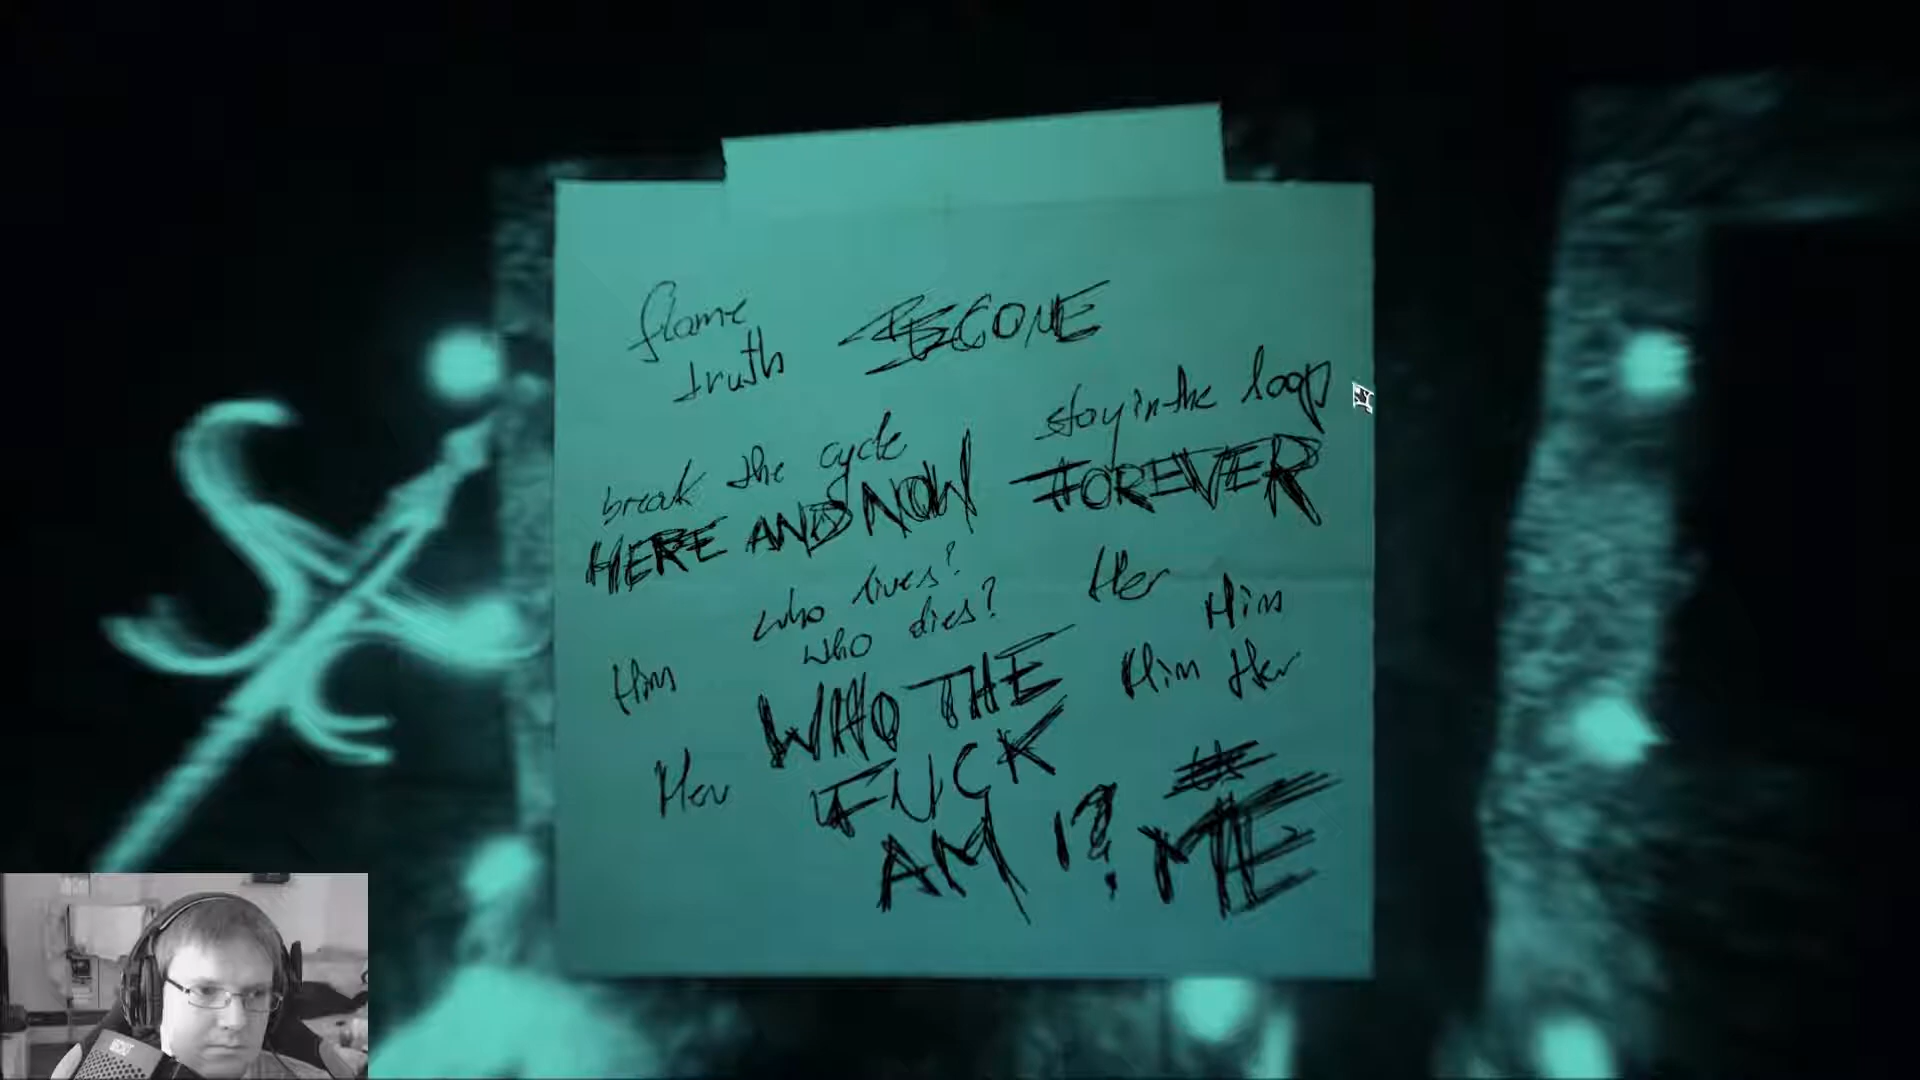 flame
truth
BECOME
break the cycle
HERE AND NOW
stay in the loop
FOREVER
who lives?
who dies?
Her
Him
Him
Him Her
Her
WHO THE
FUCK
AM I?
ME